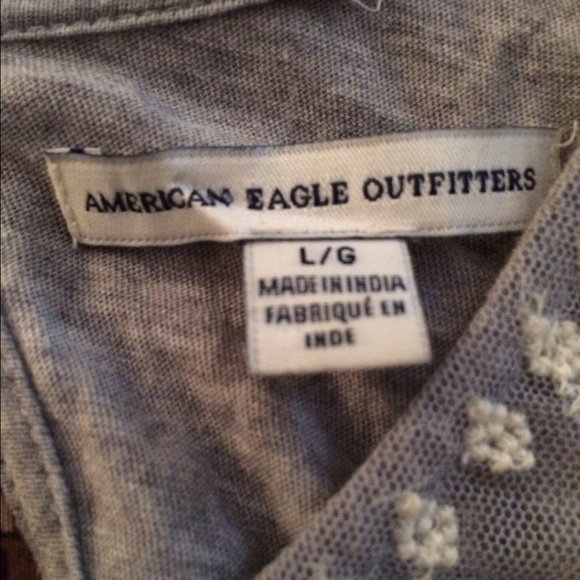 AMERICAN EAGLE OUTFITTERS
L/G
MADE IN INDIA
FABRIQUÉ EN
INDE